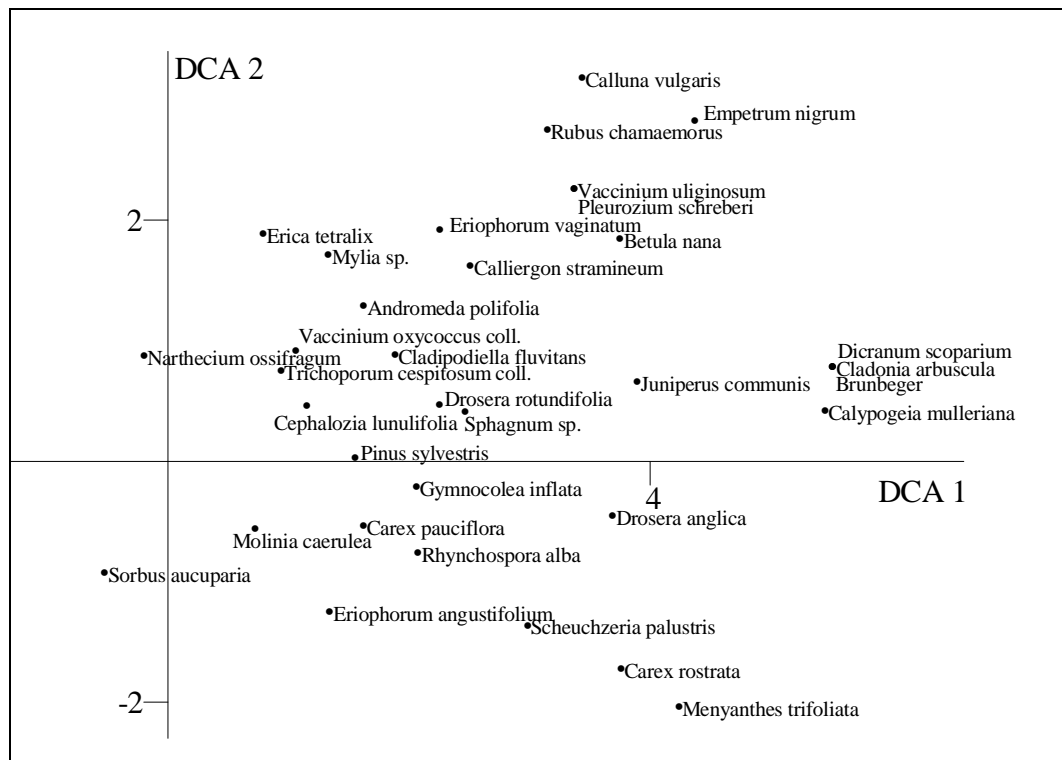 DCA 2
Calluna vulgaris
Empetrum nigrum
Rubus chamaemorus
Vaccinium uliginosum
Pleurozium schreberi
2
Eriophorum vaginatum
Erica tetralix
Betula nana
Mylia sp.
Calliergon stramineum
Andromeda polifolia
Vaccinium oxycoccus coll.
Narthecium ossifragum
Cladipodiella fluvitans
Dicranum scoparium
Trichoporum cespitosum coll.
Cladonia arbuscula
Juniperus communis
Brunbeger
Drosera rotundifolia
Cephalozia lunulifolia
Sphagnum sp.
Calypogeia mulleriana
Pinus sylvestris
Gymnocolea inflata
4
DCA 1
Drosera anglica
Carex pauciflora
Molinia caerulea
Rhynchospora alba
Sorbus aucuparia
Eriophorum angustifolium
Scheuchzeria palustris
Carex rostrata
-2
Menyanthes trifoliata